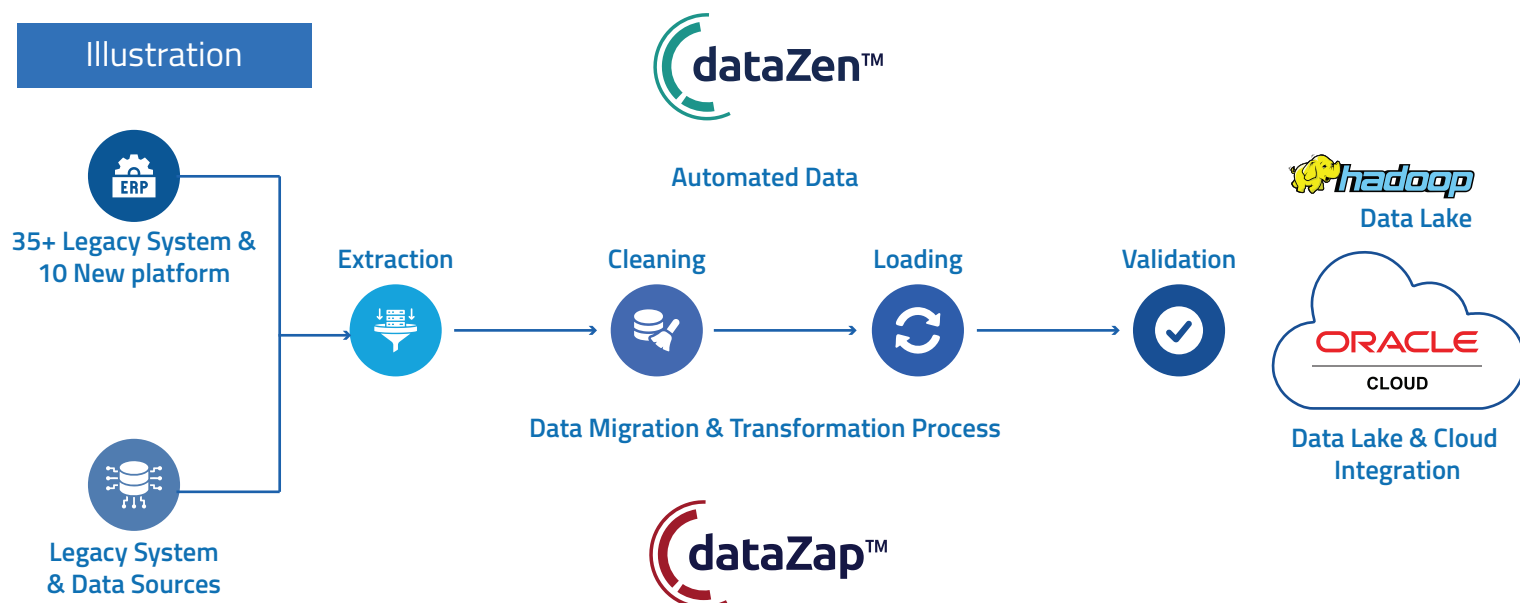 Illustration
dataZen™
Automated Data
ERP
35+ Legacy System &
10 New platform
Extraction
Cleaning
Loading
Validation
hadoop
Data Lake
ORACLE
CLOUD
Data Migration & Transformation Process
Data Lake & Cloud
Integration
Legacy System
& Data Sources
dataZap™